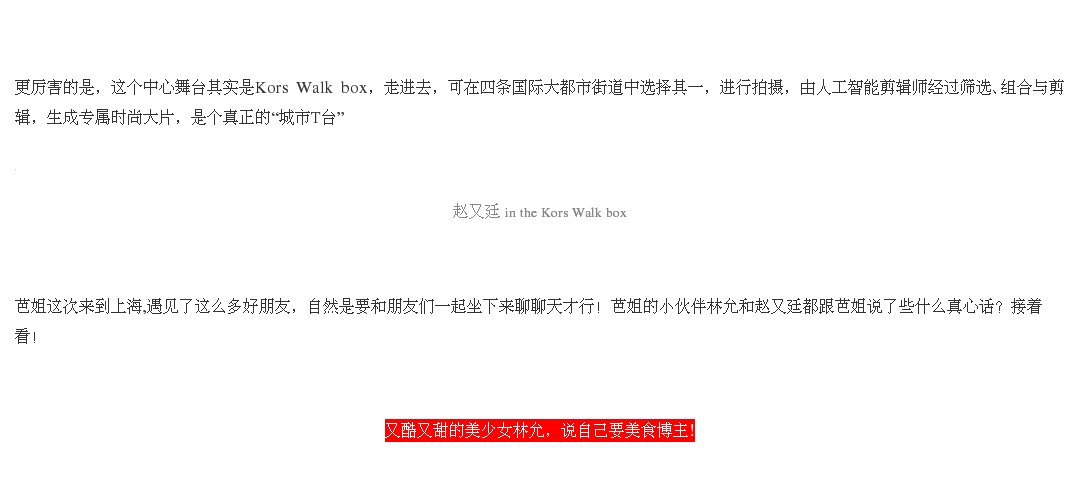 更厉害的是，这个中心舞台其实是Kors Walk box，走进去，可在四条国际大都市街道中选择其一，进行拍摄，由人工智能剪辑师经过筛选、组合与剪
辑，生成专属时尚大片，是个真正的“城市T台”
赵又廷 in the Kors Walk box
芭姐这次来到上海,遇见了这么多好朋友，自然是要和朋友们一起坐下来聊聊天才行！芭姐的小伙伴林允和赵又廷都跟芭姐说了些什么真心话？接着
看！
又酷又甜的美少女林允，说自己要美食博主！